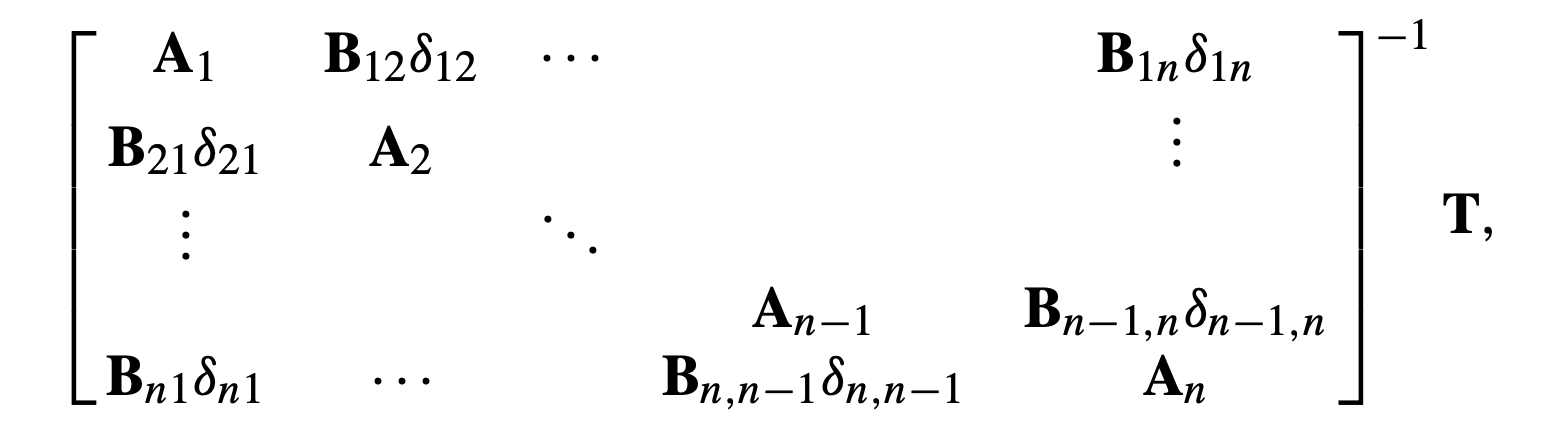 A₁ B₁₂δ₁₂ ⋯ B₁ₙδ₁ₙ −1
B₂₁δ₂₁ A₂ ⋮
⋮ ⋱ T,
Aₙ₋₁ Bₙ₋₁,ₙδₙ₋₁,ₙ
Bₙ₁δₙ₁ ⋯ Bₙ,ₙ₋₁δₙ,ₙ₋₁ Aₙ